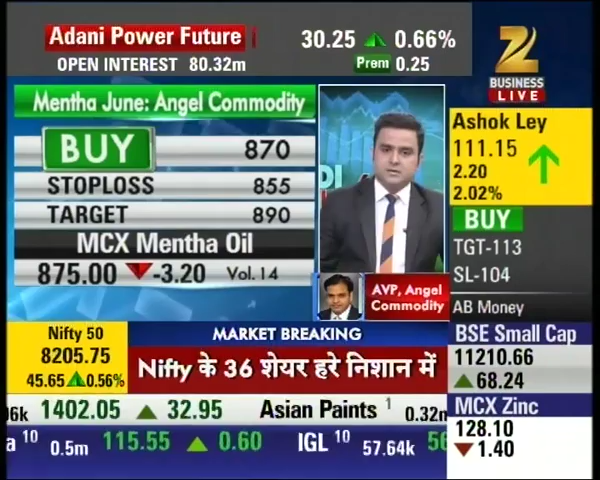 Adani Power Future
30.25 0.66%
OPEN INTEREST 80.32m
Prem 0.25
Z
BUSINESS
LIVE
Mentha June: Angel Commodity
BUY 870
STOPLOSS 855
TARGET 890
MCX Mentha Oil
875.00 -3.20 Vol. 14
AVP, Angel
Commodity
Ashok Ley
111.15
2.20
2.02%
BUY
TGT-113
SL-104
AB Money
Nifty 50
8205.75
45.65 0.56%
MARKET BREAKING
Nifty के 36 शेयर हरे निशान में
BSE Small Cap
11210.66
68.24
MCX Zinc
128.10
1.40
06k 1402.05 32.95 Asian Paints 1 0.32m
a 10 0.5m 115.55 0.60 IGL 10 57.64k 56